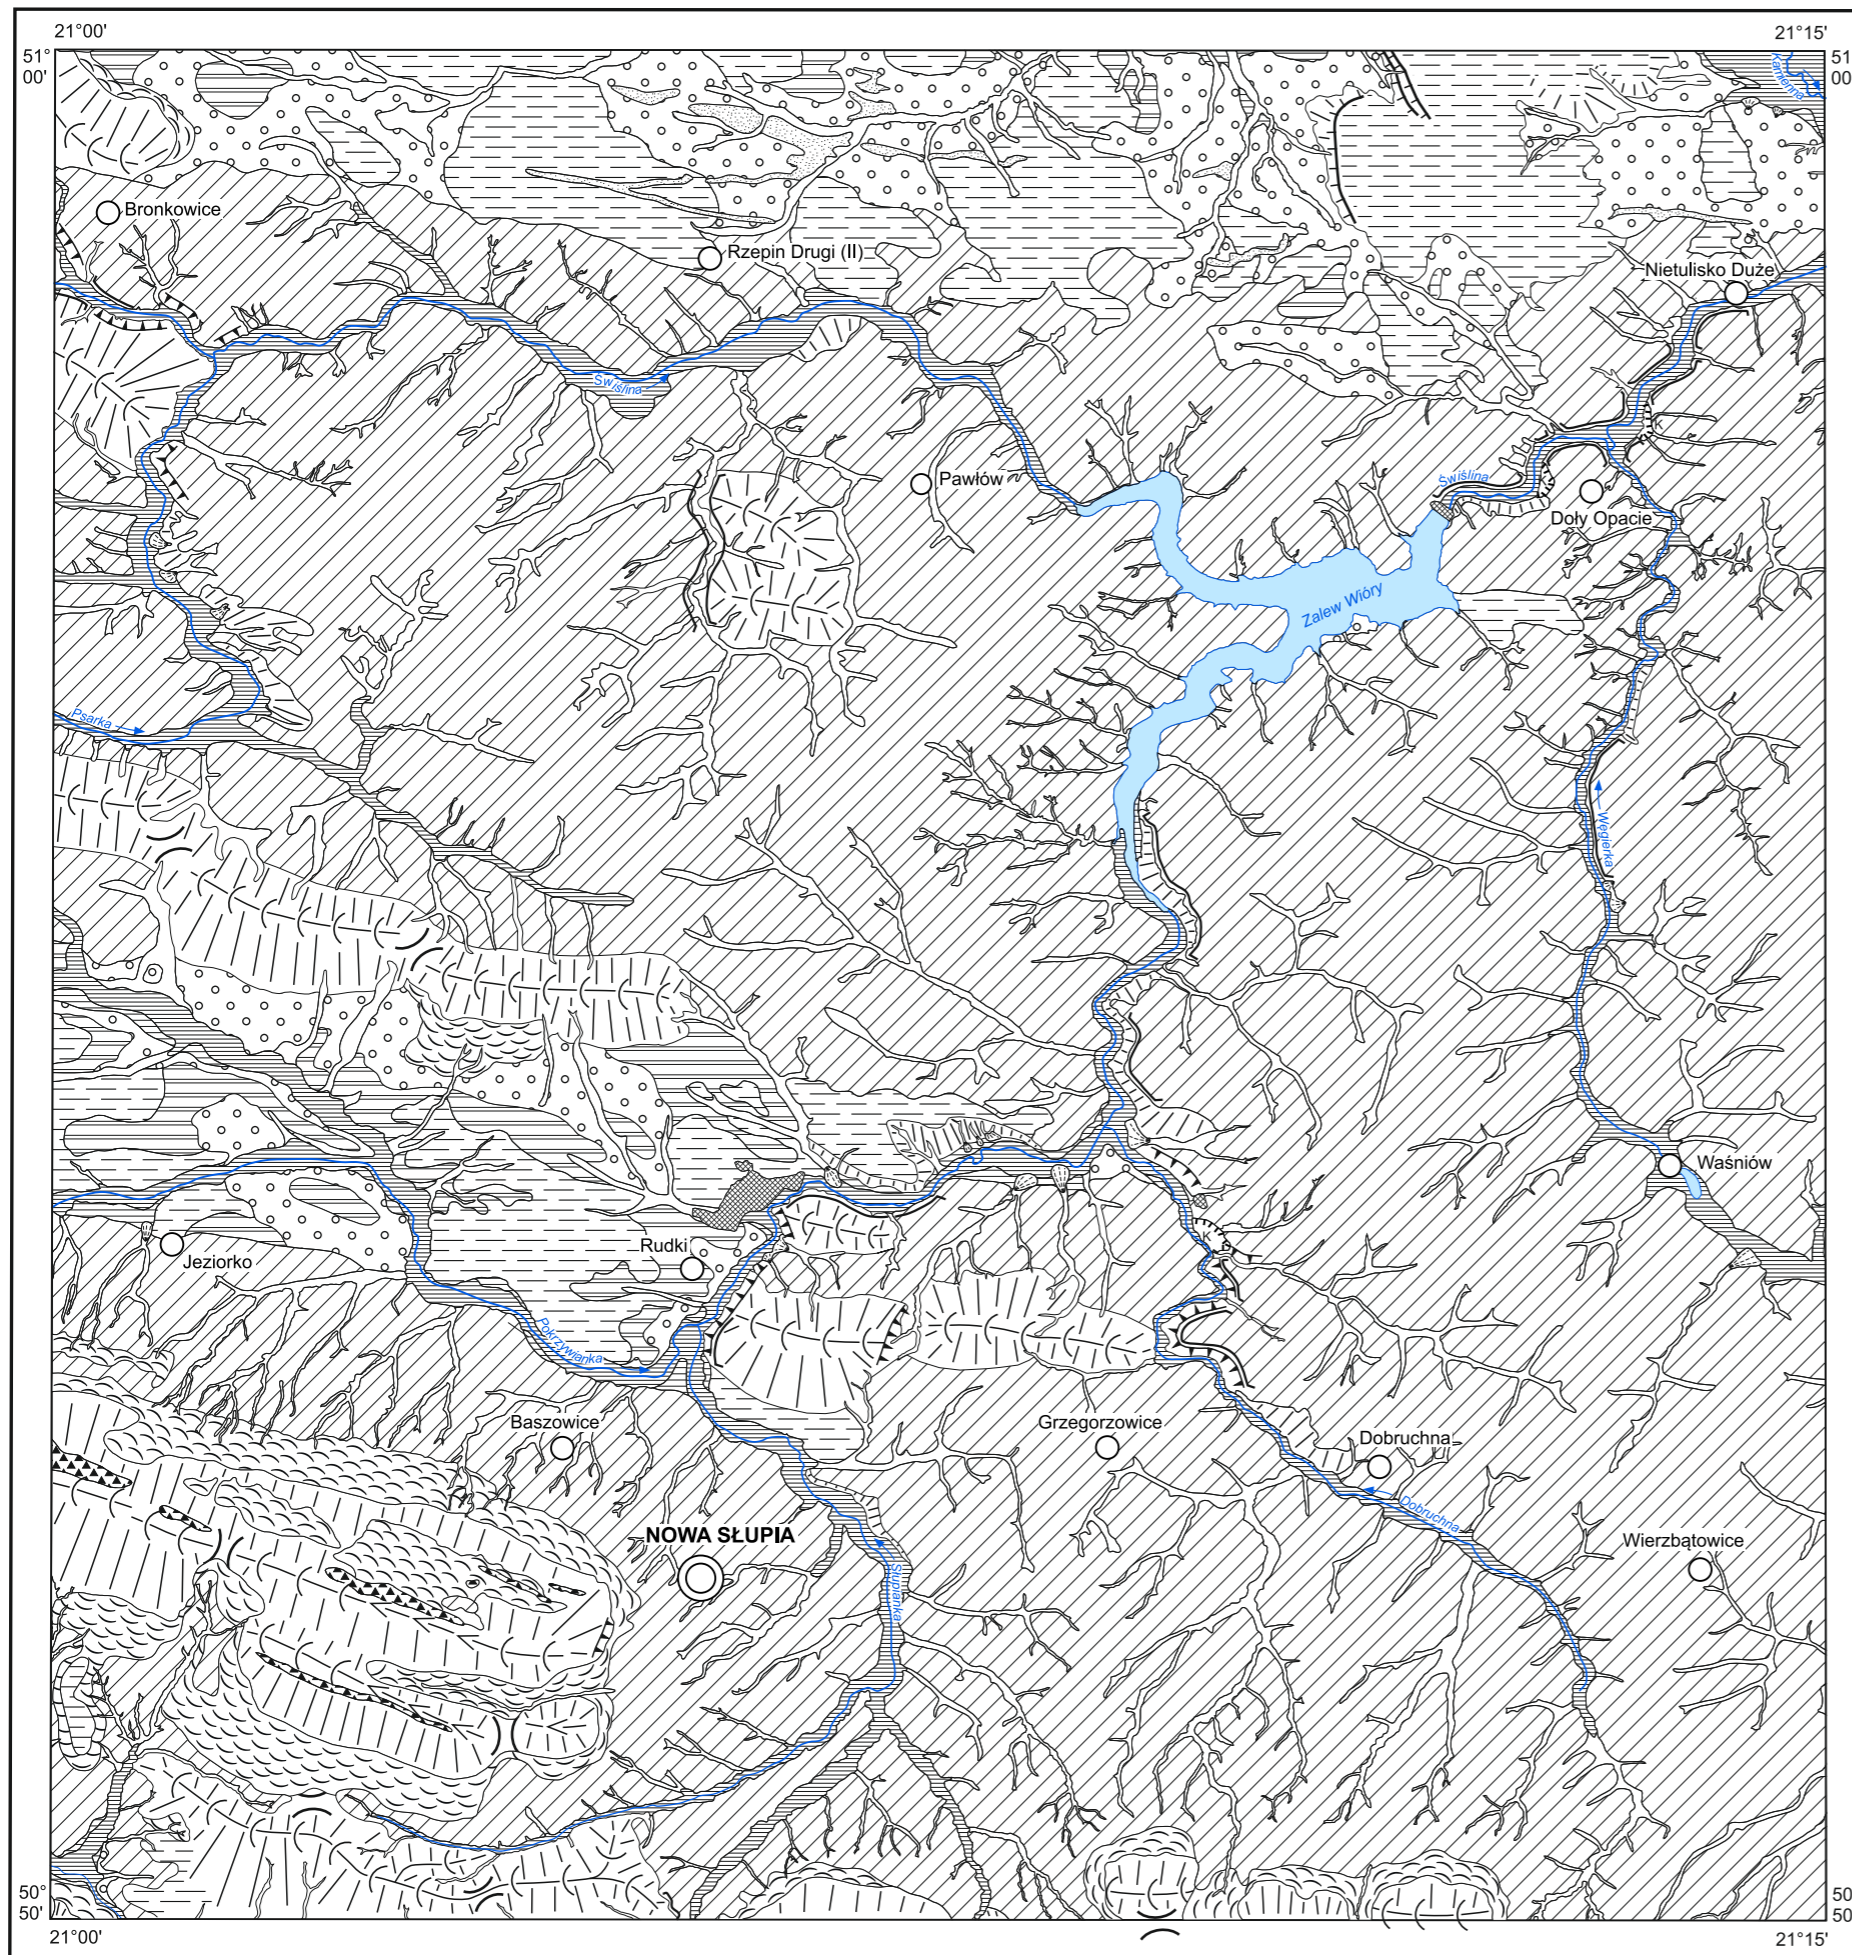 21°00'
21°15'
51°
00'
51
00
Kamienna
Bronkowice
Rzepin Drugi (II)
Nietulisko Duże
Świślina
K
Pawłów
Świślina
Doły Opacie
Zalew Wióry
Psarka
Węgierka
Waśniów
Rudki
K
Jeziorko
Pokrzywianka
Baszowice
Grzegorzowice
Dobruchna
Dobruchna
NOWA SŁUPIA
Wierzbątowice
Słupianka
50°
50'
50
50
21°00'
21°15'